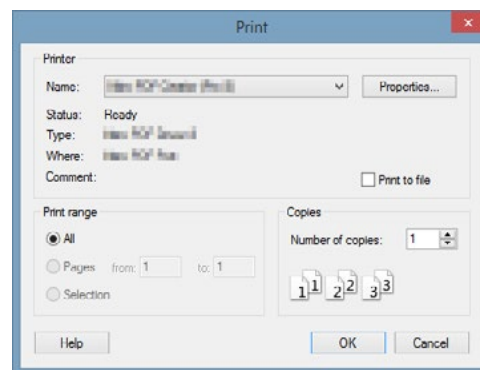 Print
Printer
Name:
Properties...
Status: Ready
Type:
Where:
Comment:
Print to file
Print range
Copies
All
Number of copies: 1
Pages from: 1 to: 1
Selection
1 1 2 2 3 3
Help
OK
Cancel